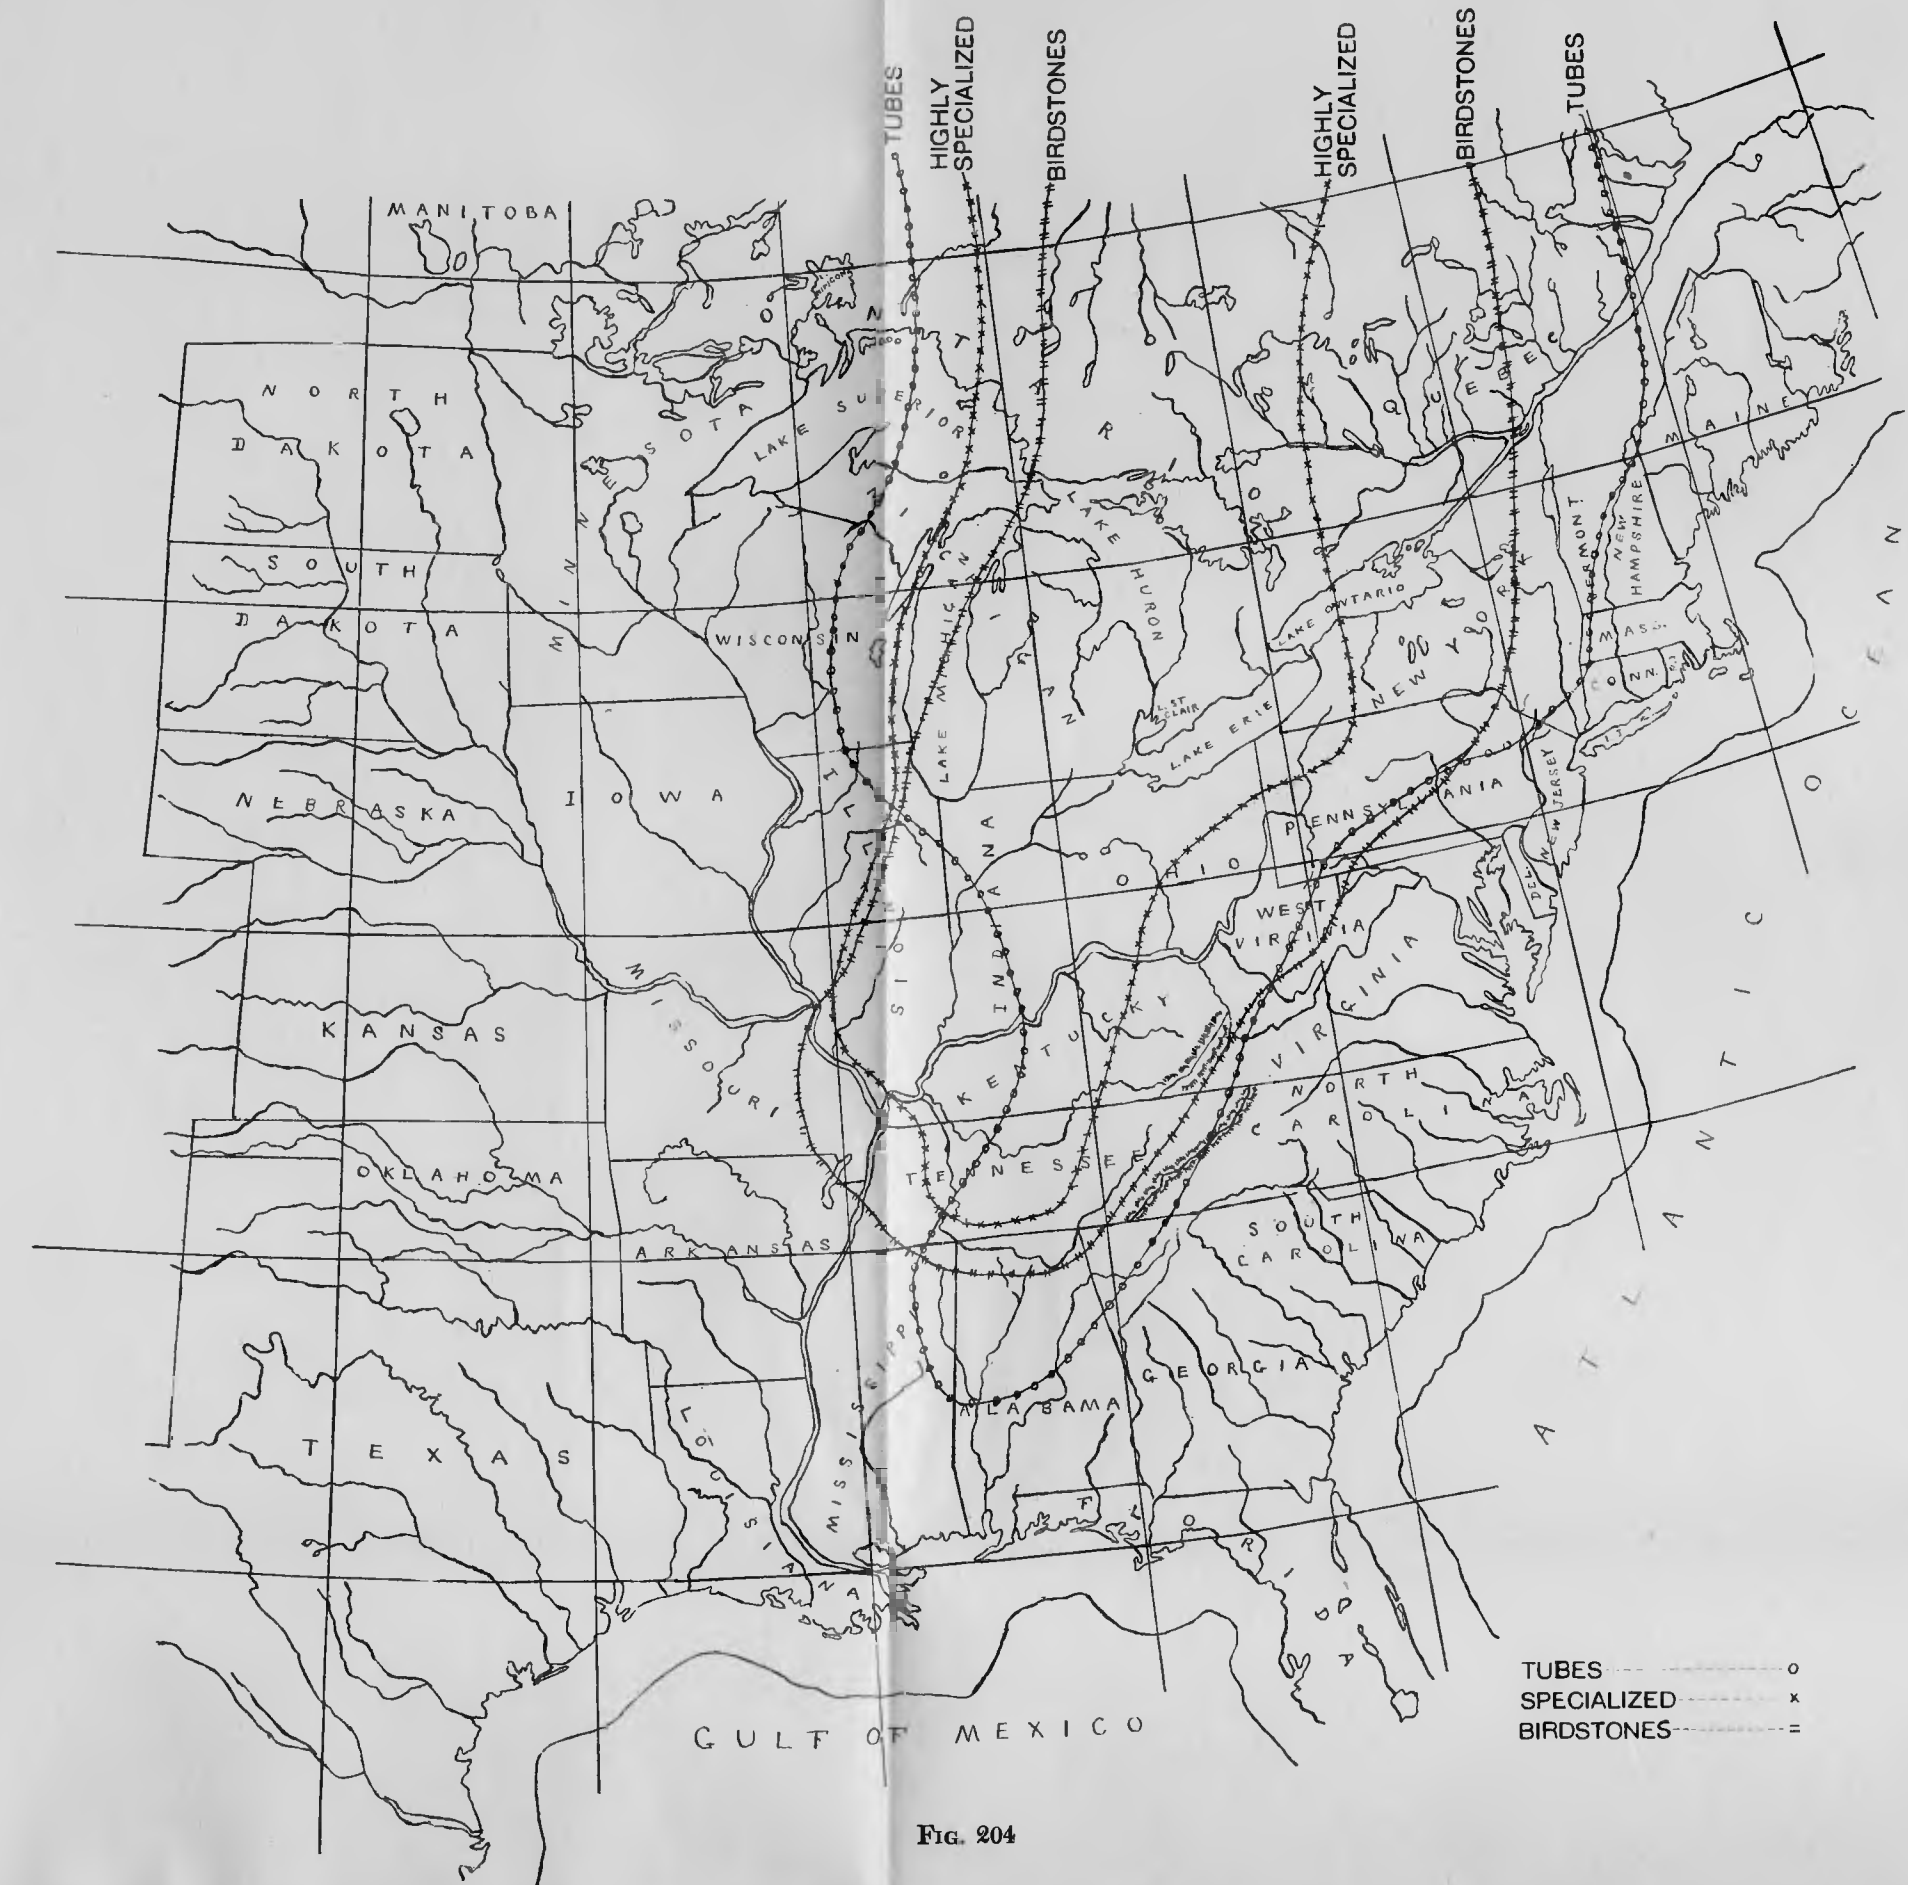 TUBES
HIGHLY
SPECIALIZED
BIRDSTONES
HIGHLY
SPECIALIZED
BIRDSTONES
TUBES
MANITOBA
NIPIGON
ONTARIO
QUEBEC
MAINE
NORTH
DAKOTA
MINNESOTA
LAKE SUPERIOR
LAKE HURON
VERMONT
NEW
HAMPSHIRE
SOUTH
DAKOTA
WISCONSIN
LAKE MICHIGAN
MICHIGAN
LAKE ONTARIO
NEW YORK
MASS.
CONN.
R.I.
L. ST.
CLAIR
LAKE ERIE
L.I.
NEBRASKA
IOWA
ILLINOIS
INDIANA
OHIO
PENNSYLVANIA
NEW JERSEY
DEL.
WEST
VIRGINIA
VIRGINIA
KANSAS
MISSOURI
KENTUCKY
NORTH
CAROLINA
OKLAHOMA
ARKANSAS
TENNESSEE
SOUTH
CAROLINA
TEXAS
LOUISIANA
MISSISSIPPI
ALABAMA
GEORGIA
FLORIDA
ATLANTIC OCEAN
GULF OF MEXICO
TUBES o
SPECIALIZED x
BIRDSTONES =
FIG. 204